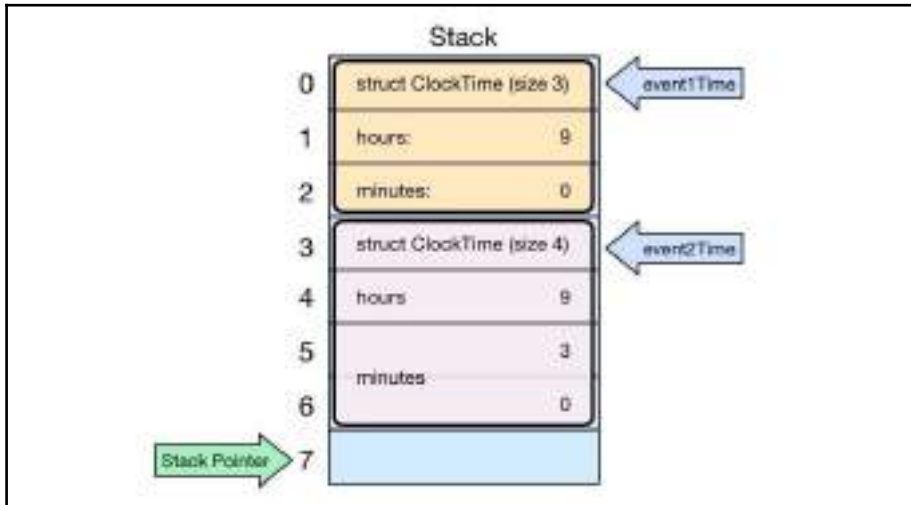 Stack
0 struct ClockTime (size 3) event1Time
1 hours: 9
2 minutes: 0
3 struct ClockTime (size 4) event2Time
4 hours 9
5 3
minutes
6 0
Stack Pointer 7